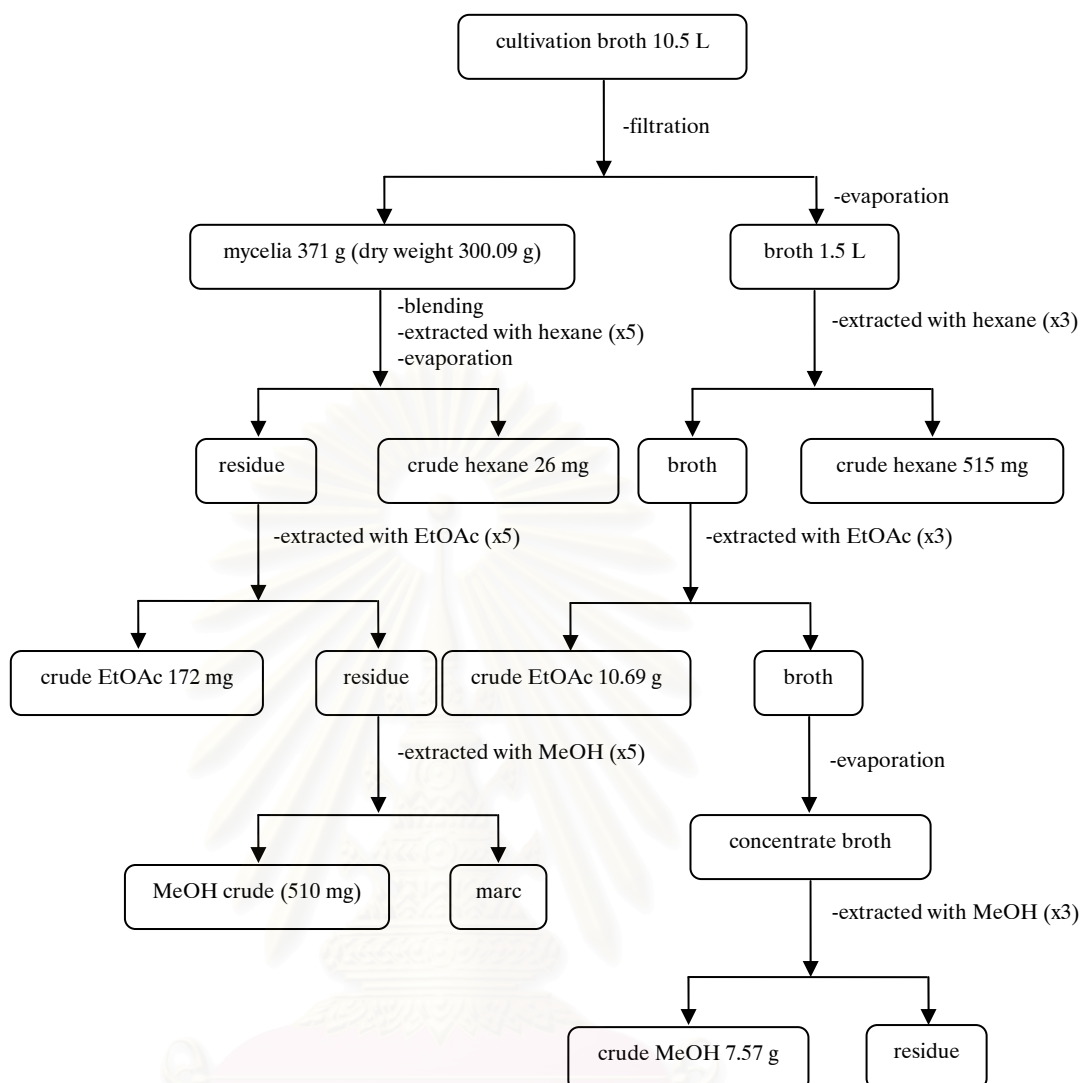 cultivation broth 10.5 L
-filtration
-evaporation
mycelia 371 g (dry weight 300.09 g)
broth 1.5 L
-blending
-extracted with hexane (x5)
-evaporation
-extracted with hexane (x3)
residue
crude hexane 26 mg
broth
crude hexane 515 mg
-extracted with EtOAc (x5)
-extracted with EtOAc (x3)
crude EtOAc 172 mg
residue
crude EtOAc 10.69 g
broth
-extracted with MeOH (x5)
-evaporation
concentrate broth
MeOH crude (510 mg)
marc
-extracted with MeOH (x3)
crude MeOH 7.57 g
residue